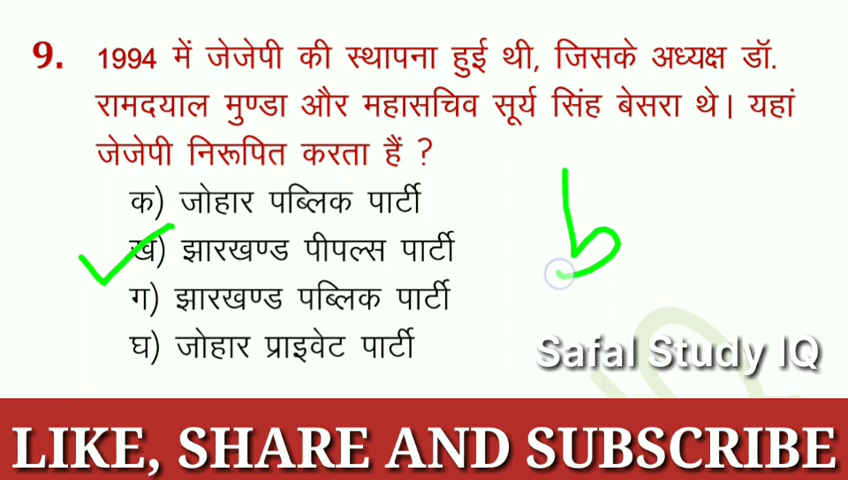 9. 1994 में जेजेपी की स्थापना हुई थी, जिसके अध्यक्ष डॉ.
रामदयाल मुण्डा और महासचिव सूर्य सिंह बेसरा थे। यहां
जेजेपी निरूपित करता हैं ?
क) जोहार पब्लिक पार्टी
ख) झारखण्ड पीपल्स पार्टी
ग) झारखण्ड पब्लिक पार्टी
घ) जोहार प्राइवेट पार्टी
b
Safal Study IQ
LIKE, SHARE AND SUBSCRIBE